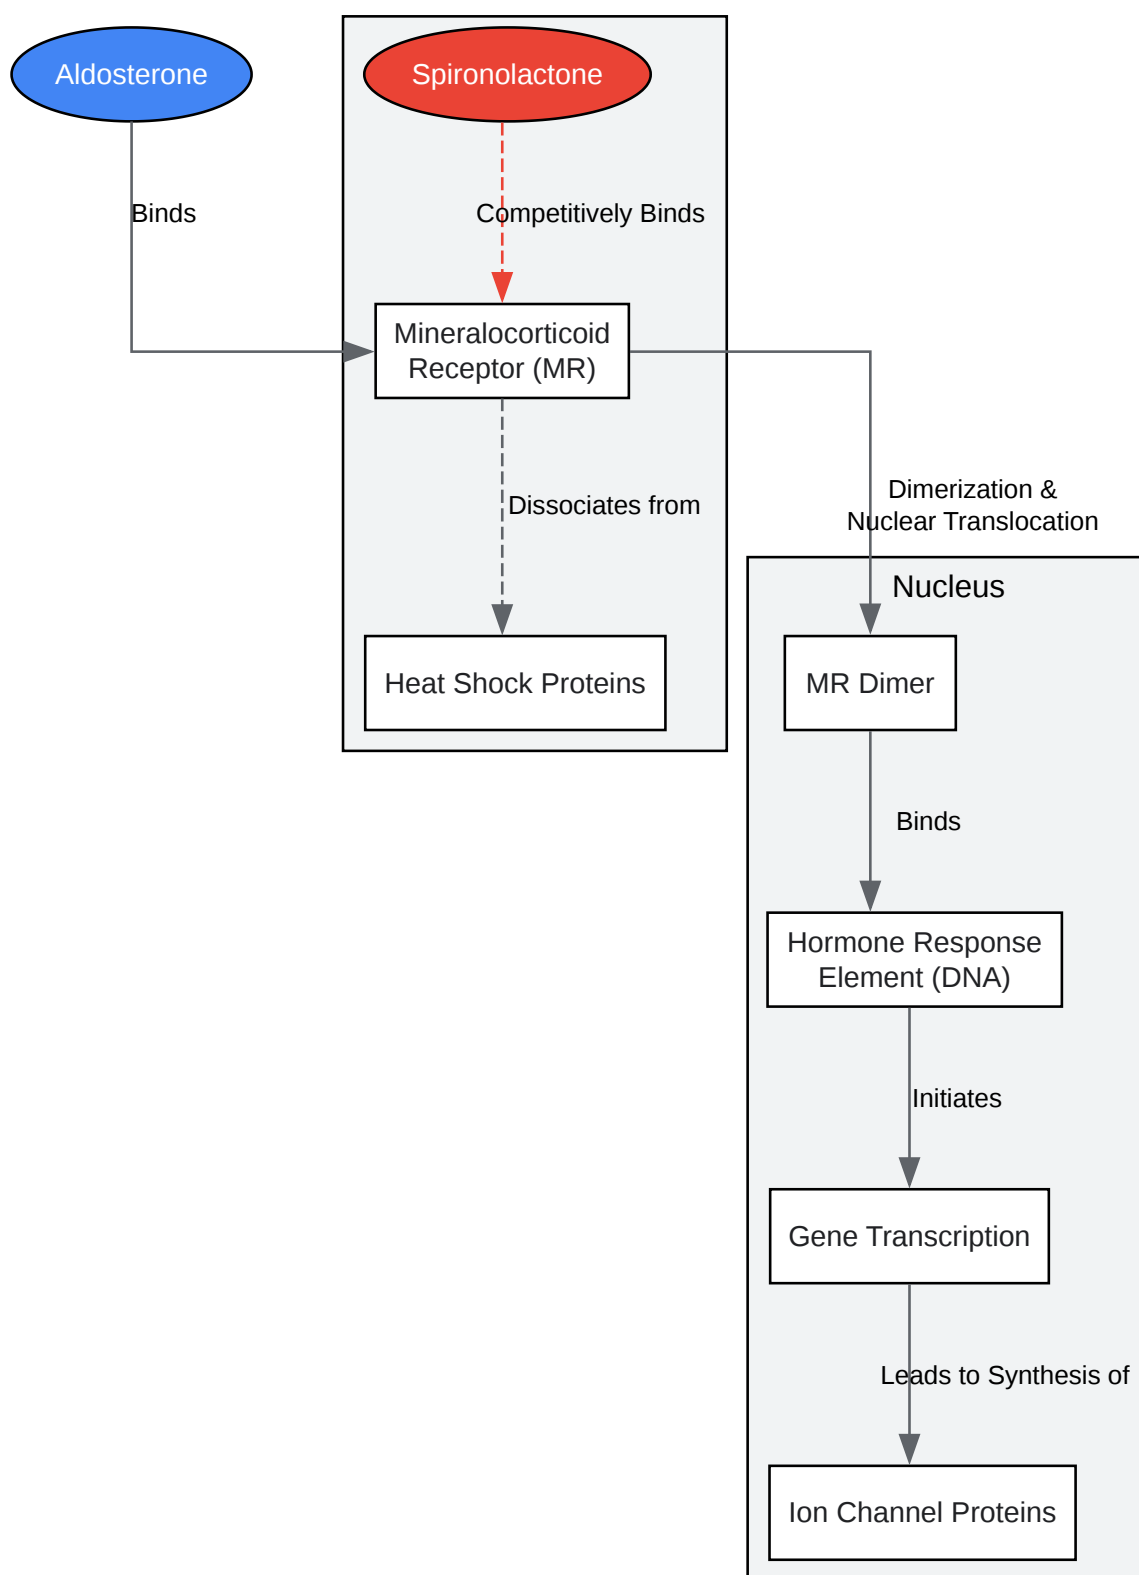 Aldosterone
Spironolactone
Binds
Competitively Binds
Mineralocorticoid
Receptor (MR)
Dissociates from
Dimerization &
Nuclear Translocation
Nucleus
Heat Shock Proteins
MR Dimer
Binds
Hormone Response
Element (DNA)
Initiates
Gene Transcription
Leads to Synthesis of
Ion Channel Proteins